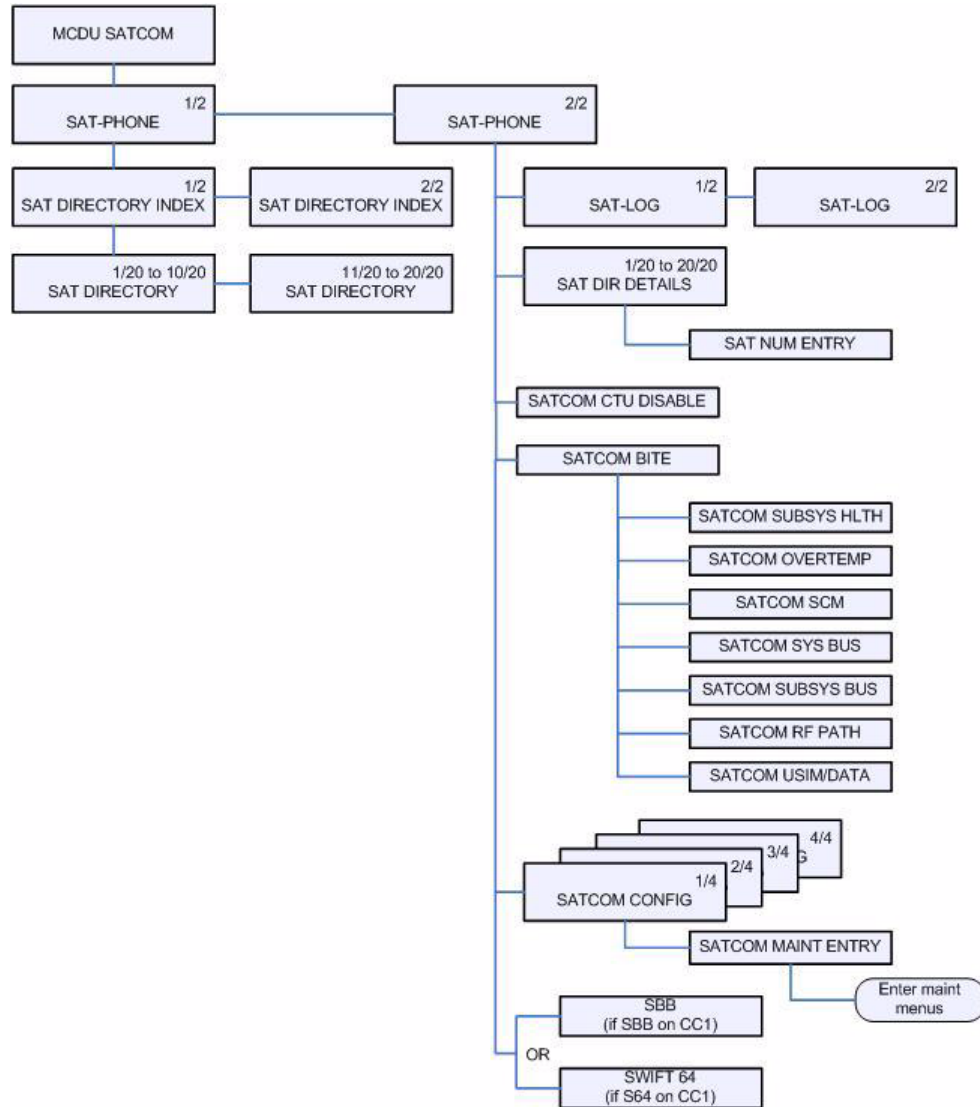 MCDU SATCOM
1/2
SAT-PHONE
2/2
SAT-PHONE
1/2
SAT DIRECTORY INDEX
2/2
SAT DIRECTORY INDEX
1/2
SAT-LOG
2/2
SAT-LOG
1/20 to 10/20
SAT DIRECTORY
11/20 to 20/20
SAT DIRECTORY
1/20 to 20/20
SAT DIR DETAILS
SAT NUM ENTRY
SATCOM CTU DISABLE
SATCOM BITE
SATCOM SUBSYS HLTH
SATCOM OVERTEMP
SATCOM SCM
SATCOM SYS BUS
SATCOM SUBSYS BUS
SATCOM RF PATH
SATCOM USIM/DATA
4/4
G
3/4
2/4
1/4
SATCOM CONFIG
SATCOM MAINT ENTRY
Enter maint
menus
SBB
(if SBB on CC1)
OR
SWIFT 64
(if S64 on CC1)